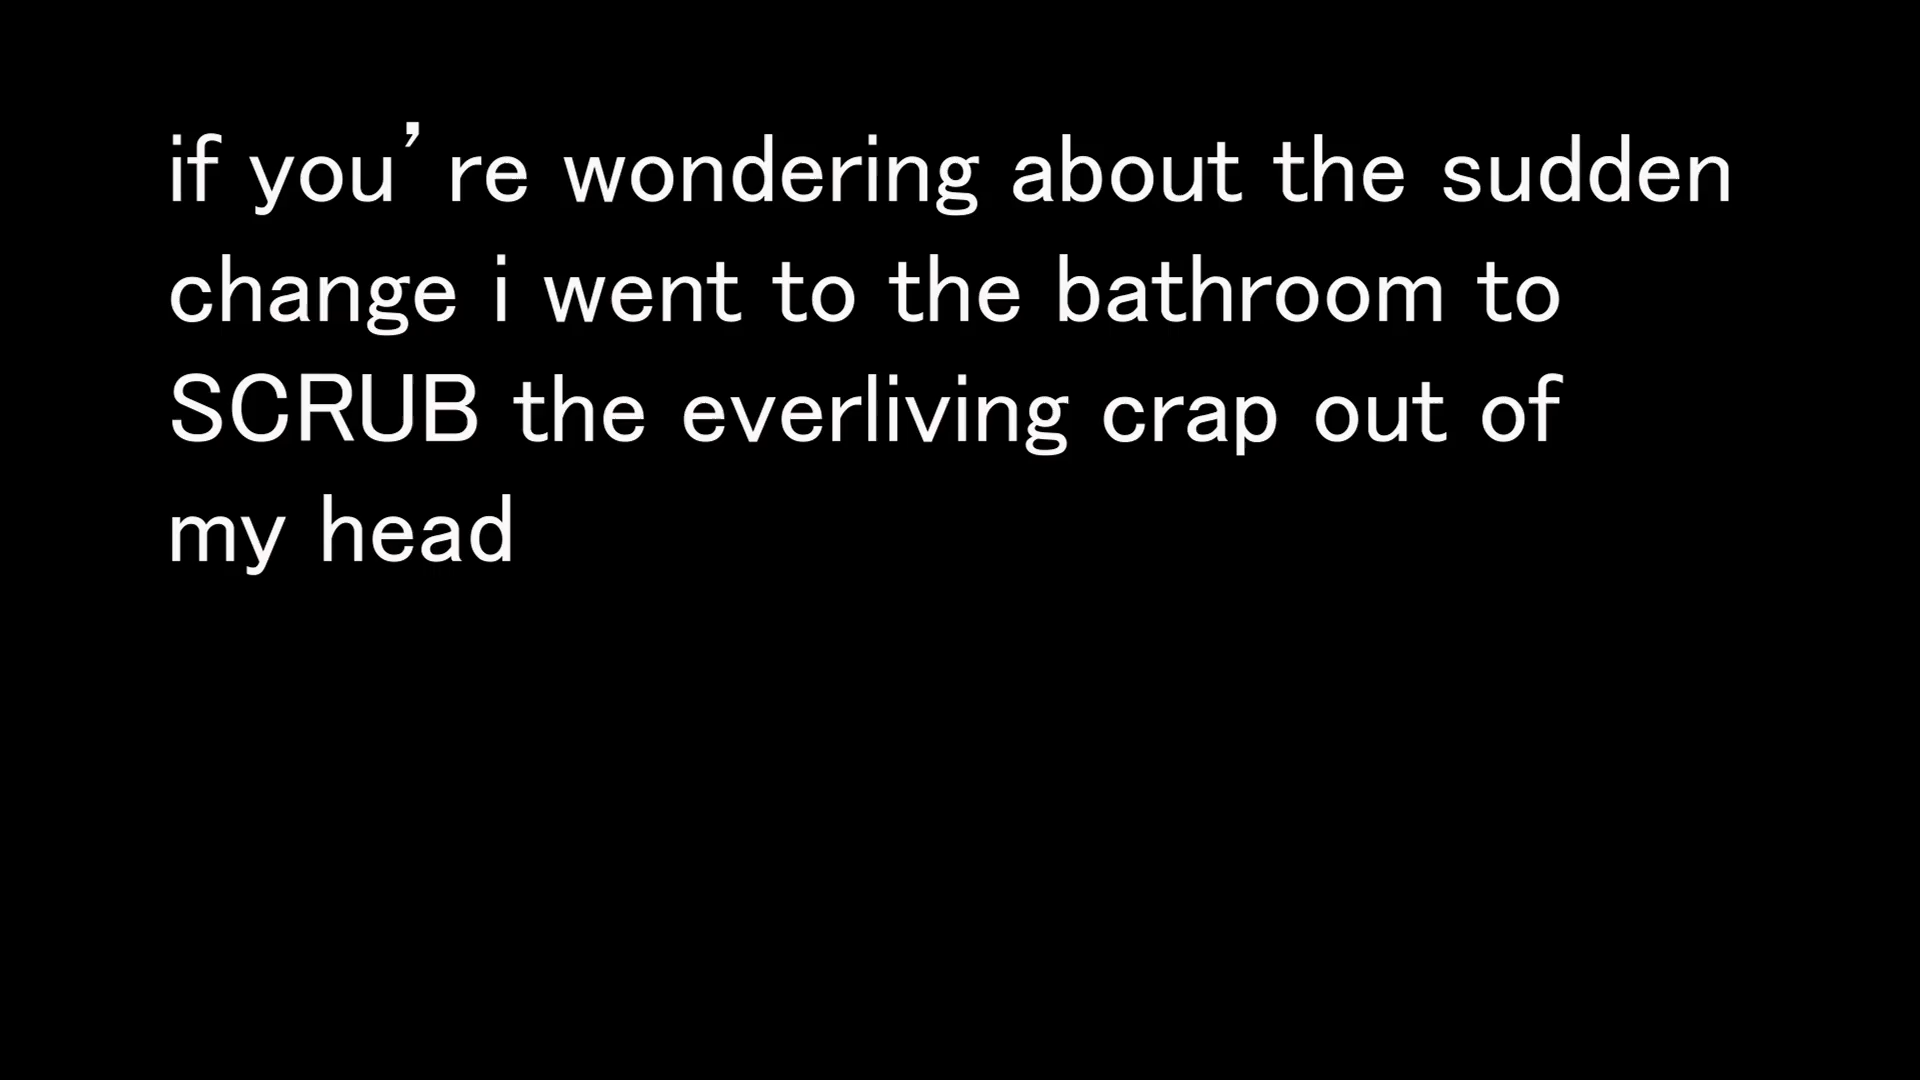 if you’re wondering about the sudden
change i went to the bathroom to
SCRUB the everliving crap out of
my head